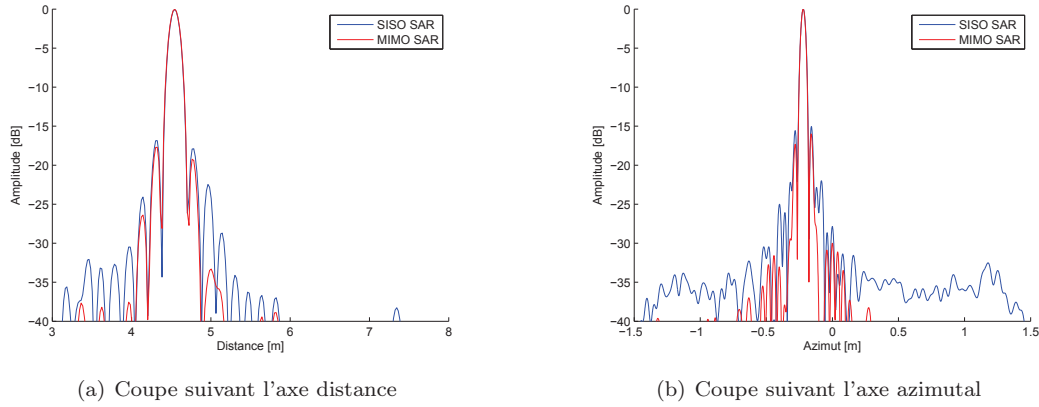 0
−5
−10
−15
−20
−25
−30
−35
−40
Amplitude [dB]
3 4 5 6 7 8
Distance [m]
SISO SAR
MIMO SAR
(a) Coupe suivant l'axe distance
0
−5
−10
−15
−20
−25
−30
−35
−40
Amplitude [dB]
−1.5 −1 −0.5 0 0.5 1 1.5
Azimut [m]
SISO SAR
MIMO SAR
(b) Coupe suivant l'axe azimutal